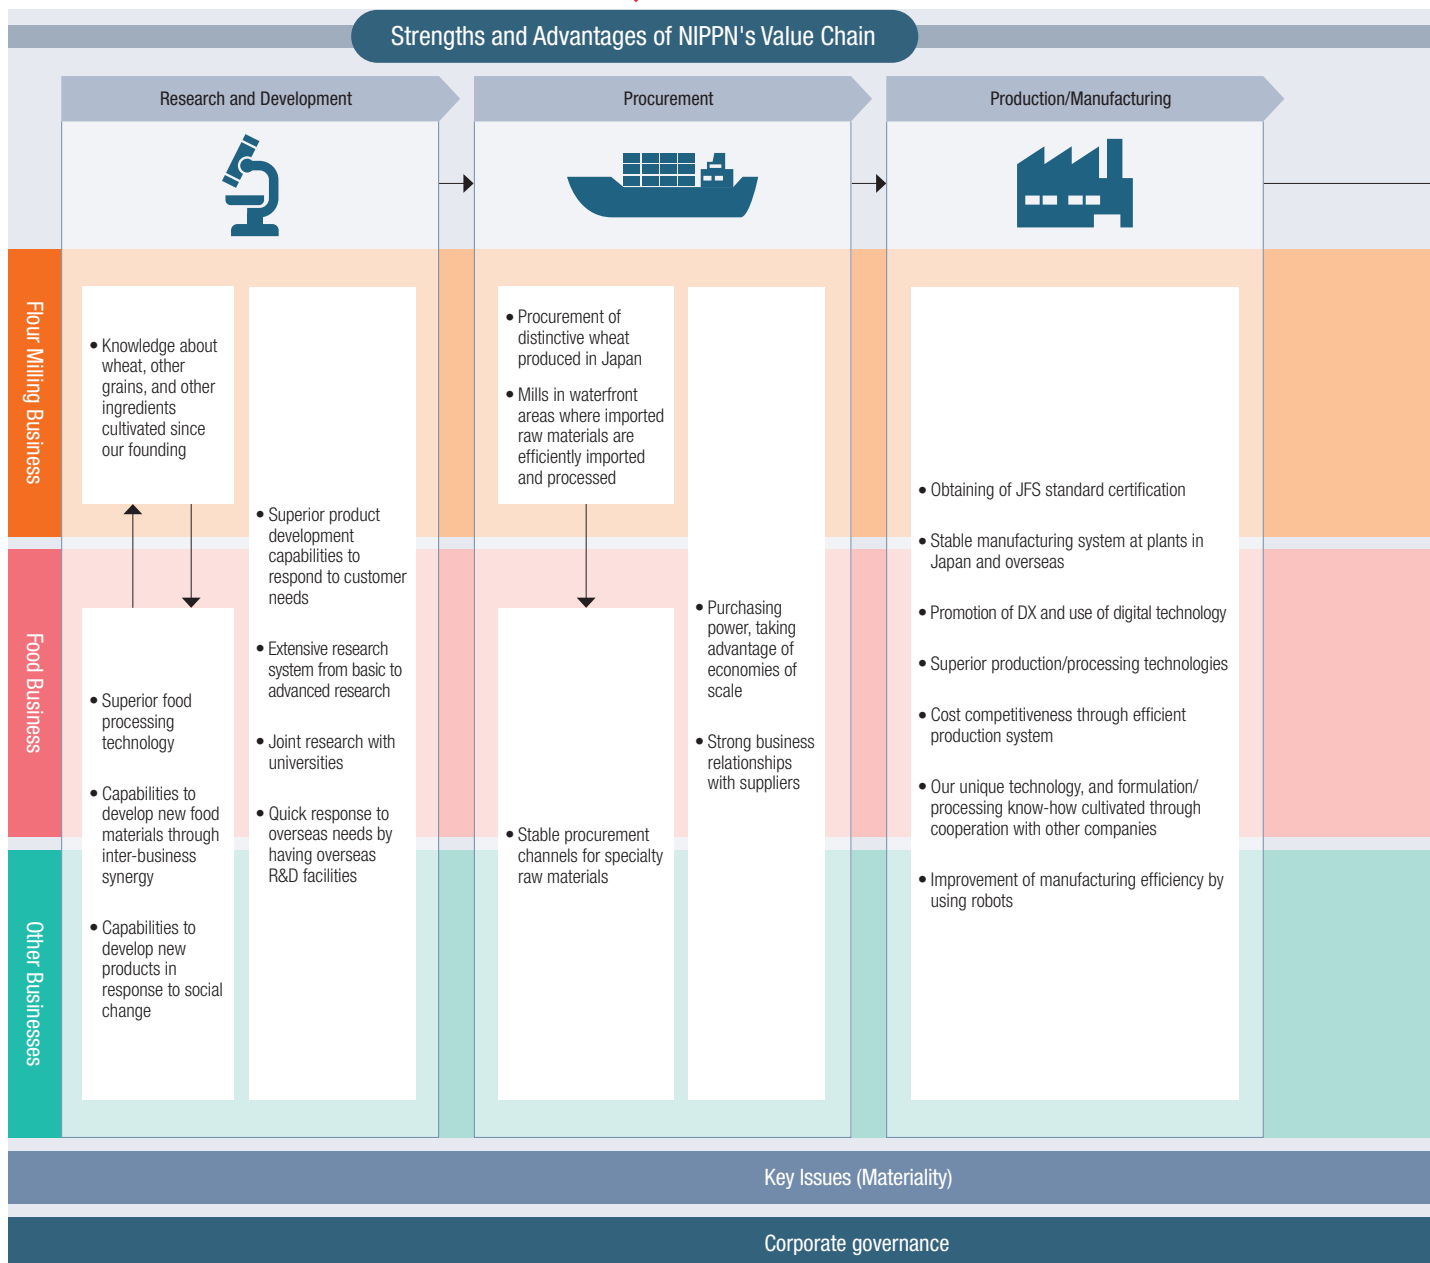 Strengths and Advantages of NIPPN's Value Chain
Research and Development
Procurement
Production/Manufacturing
Flour Milling Business
Food Business
Other Businesses
• Knowledge about
wheat, other
grains, and other
ingredients
cultivated since
our founding
• Superior food
processing
technology
• Capabilities to
develop new food
materials through
inter-business
synergy
• Capabilities to
develop new
products in
response to social
change
• Superior product
development
capabilities to
respond to customer
needs
• Extensive research
system from basic to
advanced research
• Joint research with
universities
• Quick response to
overseas needs by
having overseas
R&D facilities
• Procurement of
distinctive wheat
produced in Japan
• Mills in waterfront
areas where imported
raw materials are
efficiently imported
and processed
• Stable procurement
channels for specialty
raw materials
• Purchasing
power, taking
advantage of
economies of
scale
• Strong business
relationships
with suppliers
• Obtaining of JFS standard certification
• Stable manufacturing system at plants in
Japan and overseas
• Promotion of DX and use of digital technology
• Superior production/processing technologies
• Cost competitiveness through efficient
production system
• Our unique technology, and formulation/
processing know-how cultivated through
cooperation with other companies
• Improvement of manufacturing efficiency by
using robots
Key Issues (Materiality)
Corporate governance